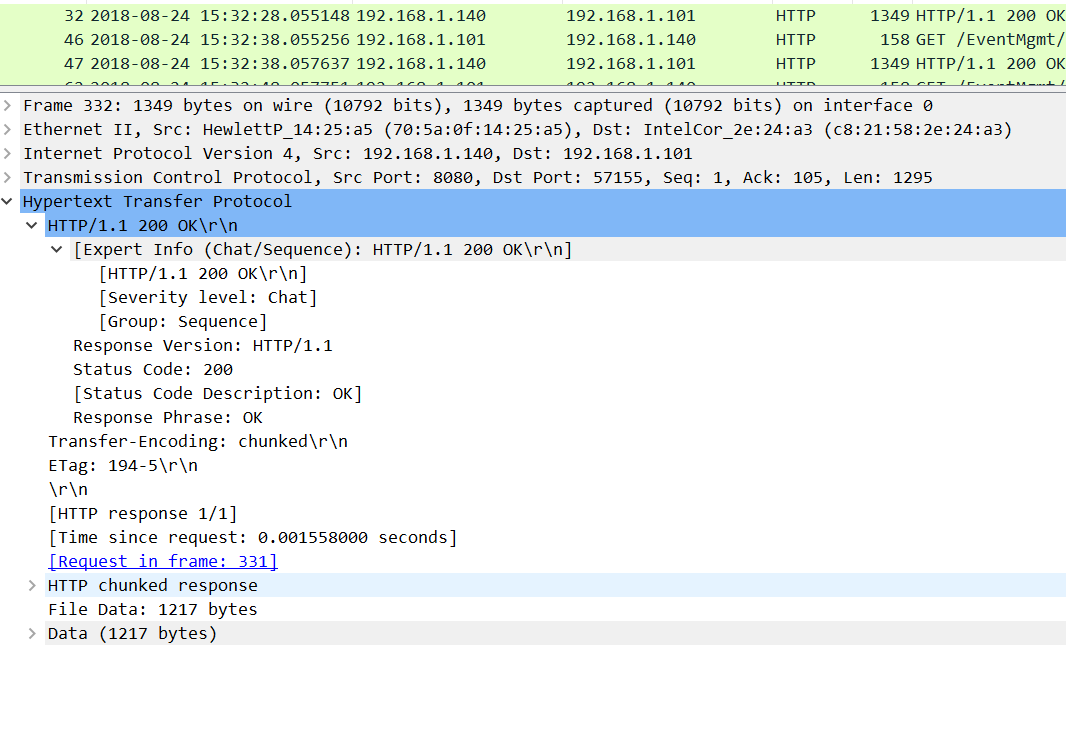 32 2018-08-24 15:32:28.055148 192.168.1.140 192.168.1.101 HTTP 1349 HTTP/1.1 200 OK
46 2018-08-24 15:32:38.055256 192.168.1.101 192.168.1.140 HTTP 158 GET /EventMgmt/
47 2018-08-24 15:32:38.057637 192.168.1.140 192.168.1.101 HTTP 1349 HTTP/1.1 200 OK
Frame 332: 1349 bytes on wire (10792 bits), 1349 bytes captured (10792 bits) on interface 0
Ethernet II, Src: HewlettP_14:25:a5 (70:5a:0f:14:25:a5), Dst: IntelCor_2e:24:a3 (c8:21:58:2e:24:a3)
Internet Protocol Version 4, Src: 192.168.1.140, Dst: 192.168.1.101
Transmission Control Protocol, Src Port: 8080, Dst Port: 57155, Seq: 1, Ack: 105, Len: 1295
Hypertext Transfer Protocol
HTTP/1.1 200 OK\r\n
[Expert Info (Chat/Sequence): HTTP/1.1 200 OK\r\n]
[HTTP/1.1 200 OK\r\n]
[Severity level: Chat]
[Group: Sequence]
Response Version: HTTP/1.1
Status Code: 200
[Status Code Description: OK]
Response Phrase: OK
Transfer-Encoding: chunked\r\n
ETag: 194-5\r\n
\r\n
[HTTP response 1/1]
[Time since request: 0.001558000 seconds]
[Request in frame: 331]
HTTP chunked response
File Data: 1217 bytes
Data (1217 bytes)